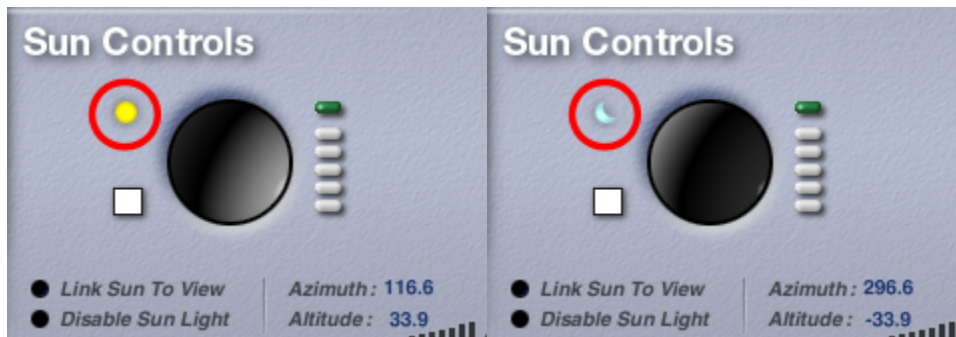 Sun Controls
Link Sun To View
Disable Sun Light
Azimuth: 116.6
Altitude: 33.9
Sun Controls
Link Sun To View
Disable Sun Light
Azimuth: 296.6
Altitude: -33.9